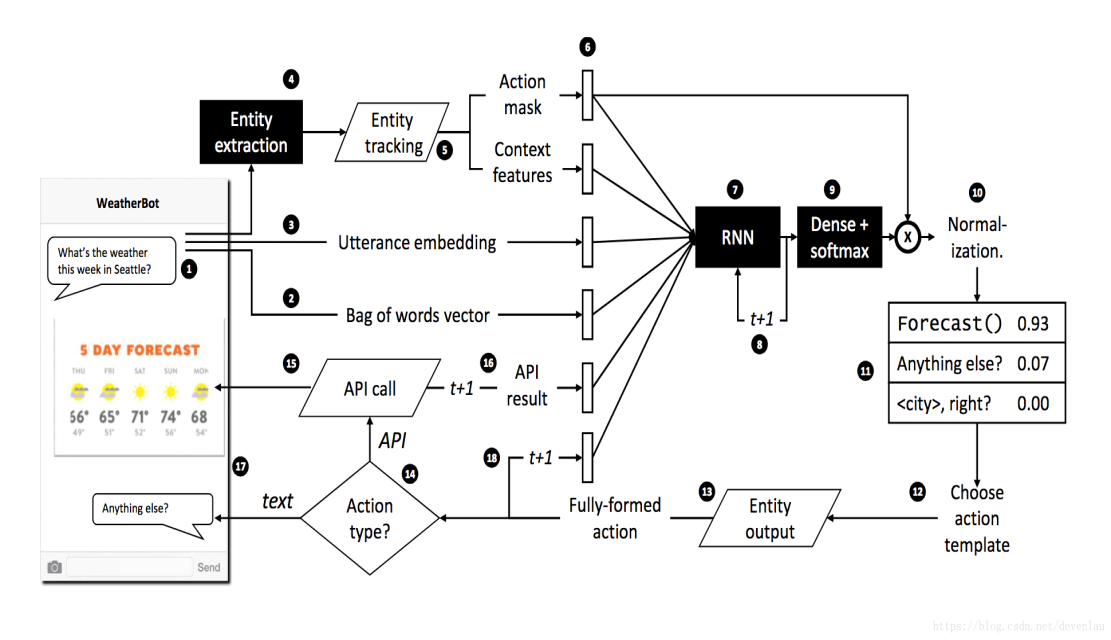 6
4
Action
mask
Entity
extraction
Entity
tracking
5
Context
features
WeatherBot
What's the weather
this week in Seattle?
1
3
Utterance embedding
2
Bag of words vector
7
RNN
t+1
8
9
Dense +
softmax
X
10
Normal-
ization.
11
Forecast() 0.93
Anything else? 0.07
<city>, right? 0.00
5 DAY FORECAST
THU FRI SAT SUN MON
66° 65° 71° 74° 68
49° 51° 52° 56° 54°
15
API call
t+1
16
API
result
API
18
t+1
14
Action
type?
17
text
Anything else?
Send
Fully-formed
action
13
Entity
output
12
Choose
action
template
https://blog.csdn.net/devenlau